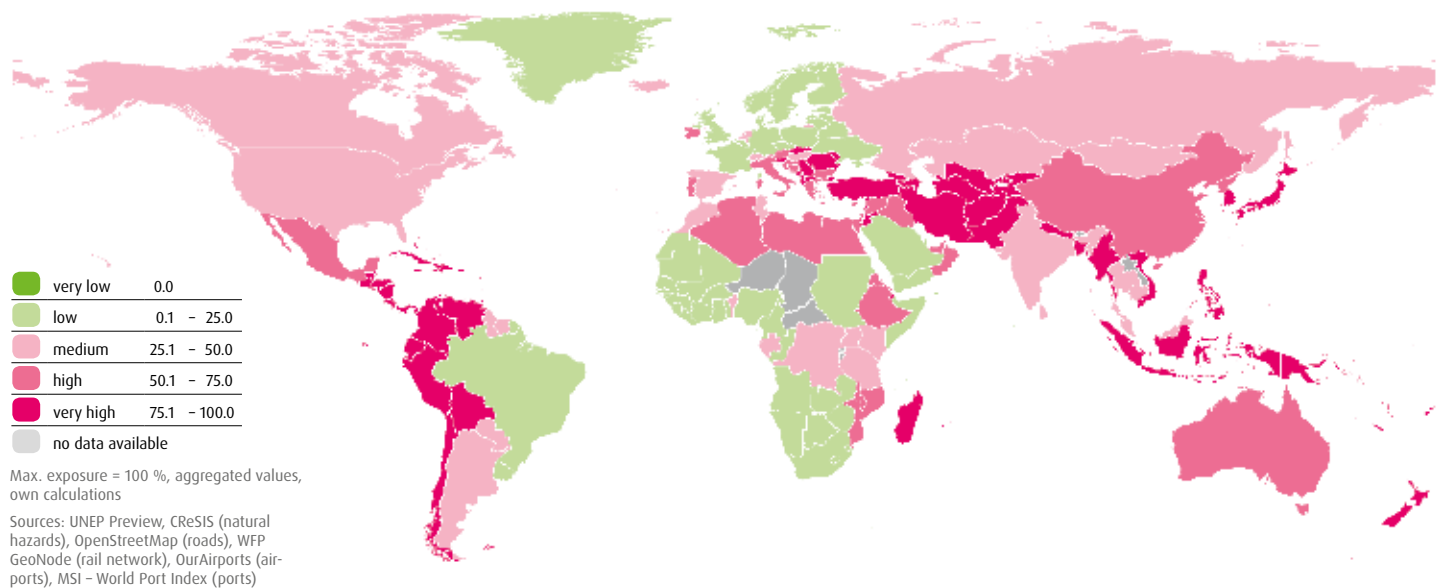 very low 0.0
low 0.1 – 25.0
medium 25.1 – 50.0
high 50.1 – 75.0
very high 75.1 – 100.0
no data available
Max. exposure = 100 %, aggregated values,
own calculations
Sources: UNEP Preview, CReSIS (natural
hazards), OpenStreetMap (roads), WFP
GeoNode (rail network), OurAirports (air-
ports), MSI – World Port Index (ports)